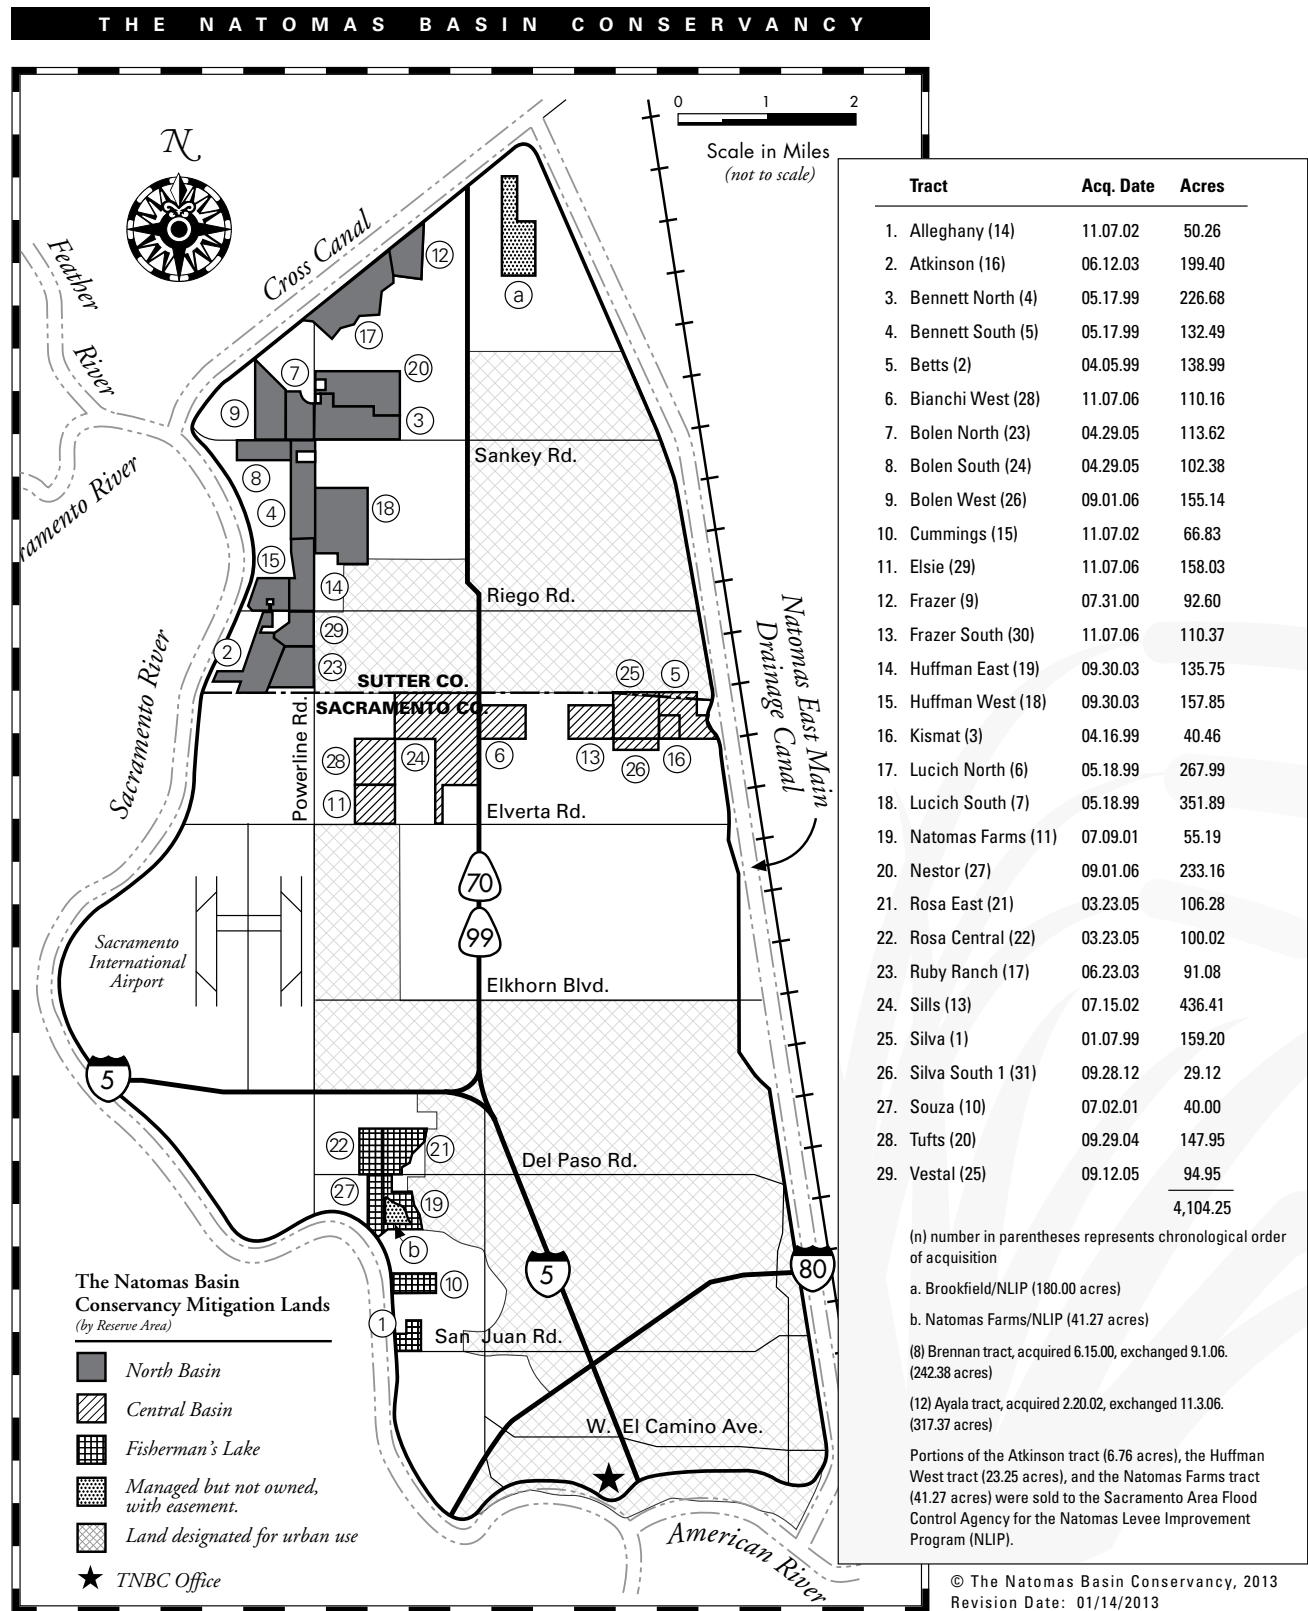 THE NATOMAS BASIN CONSERVANCY
N
0 1 2
Scale in Miles
(not to scale)
Feather
River
Cross Canal
12
a
17
7
20
9
3
Sankey Rd.
8
4
18
ramento River
15
14
Riego Rd.
29
2
23
25
5
SUTTER CO.
SACRAMENTO CO.
Sacramento River
Powerline Rd.
28
24
6
13
26
16
11
Elverta Rd.
Natomas East Main
Drainage Canal
70
99
Sacramento
International
Airport
Elkhorn Blvd.
5
22
21
Del Paso Rd.
27
19
b
5
80
10
1
San Juan Rd.
W. El Camino Ave.
American River
The Natomas Basin
Conservancy Mitigation Lands
(by Reserve Area)
North Basin
Central Basin
Fisherman's Lake
Managed but not owned,
with easement.
Land designated for urban use
TNBC Office
Tract Acq. Date Acres
1. Alleghany (14) 11.07.02 50.26
2. Atkinson (16) 06.12.03 199.40
3. Bennett North (4) 05.17.99 226.68
4. Bennett South (5) 05.17.99 132.49
5. Betts (2) 04.05.99 138.99
6. Bianchi West (28) 11.07.06 110.16
7. Bolen North (23) 04.29.05 113.62
8. Bolen South (24) 04.29.05 102.38
9. Bolen West (26) 09.01.06 155.14
10. Cummings (15) 11.07.02 66.83
11. Elsie (29) 11.07.06 158.03
12. Frazer (9) 07.31.00 92.60
13. Frazer South (30) 11.07.06 110.37
14. Huffman East (19) 09.30.03 135.75
15. Huffman West (18) 09.30.03 157.85
16. Kismat (3) 04.16.99 40.46
17. Lucich North (6) 05.18.99 267.99
18. Lucich South (7) 05.18.99 351.89
19. Natomas Farms (11) 07.09.01 55.19
20. Nestor (27) 09.01.06 233.16
21. Rosa East (21) 03.23.05 106.28
22. Rosa Central (22) 03.23.05 100.02
23. Ruby Ranch (17) 06.23.03 91.08
24. Sills (13) 07.15.02 436.41
25. Silva (1) 01.07.99 159.20
26. Silva South 1 (31) 09.28.12 29.12
27. Souza (10) 07.02.01 40.00
28. Tufts (20) 09.29.04 147.95
29. Vestal (25) 09.12.05 94.95
4,104.25
(n) number in parentheses represents chronological order
of acquisition
a. Brookfield/NLIP (180.00 acres)
b. Natomas Farms/NLIP (41.27 acres)
(8) Brennan tract, acquired 6.15.00, exchanged 9.1.06.
(242.38 acres)
(12) Ayala tract, acquired 2.20.02, exchanged 11.3.06.
(317.37 acres)
Portions of the Atkinson tract (6.76 acres), the Huffman
West tract (23.25 acres), and the Natomas Farms tract
(41.27 acres) were sold to the Sacramento Area Flood
Control Agency for the Natomas Levee Improvement
Program (NLIP).
© The Natomas Basin Conservancy, 2013
Revision Date: 01/14/2013